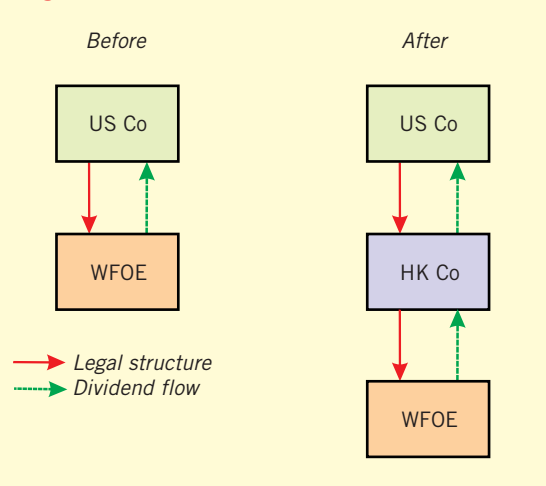 Before
After
US Co
US Co
WFOE
HK Co
Legal structure
Dividend flow
WFOE